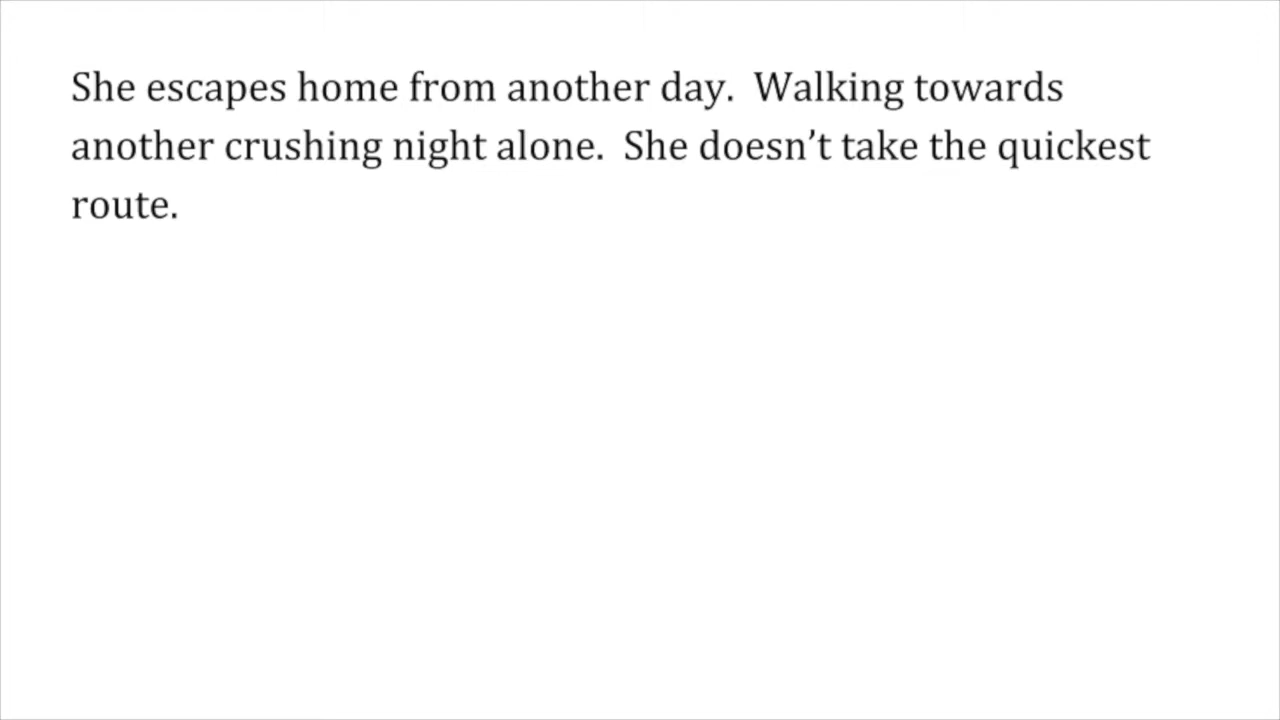 She escapes home from another day.  Walking towards
another crushing night alone.  She doesn’t take the quickest
route.